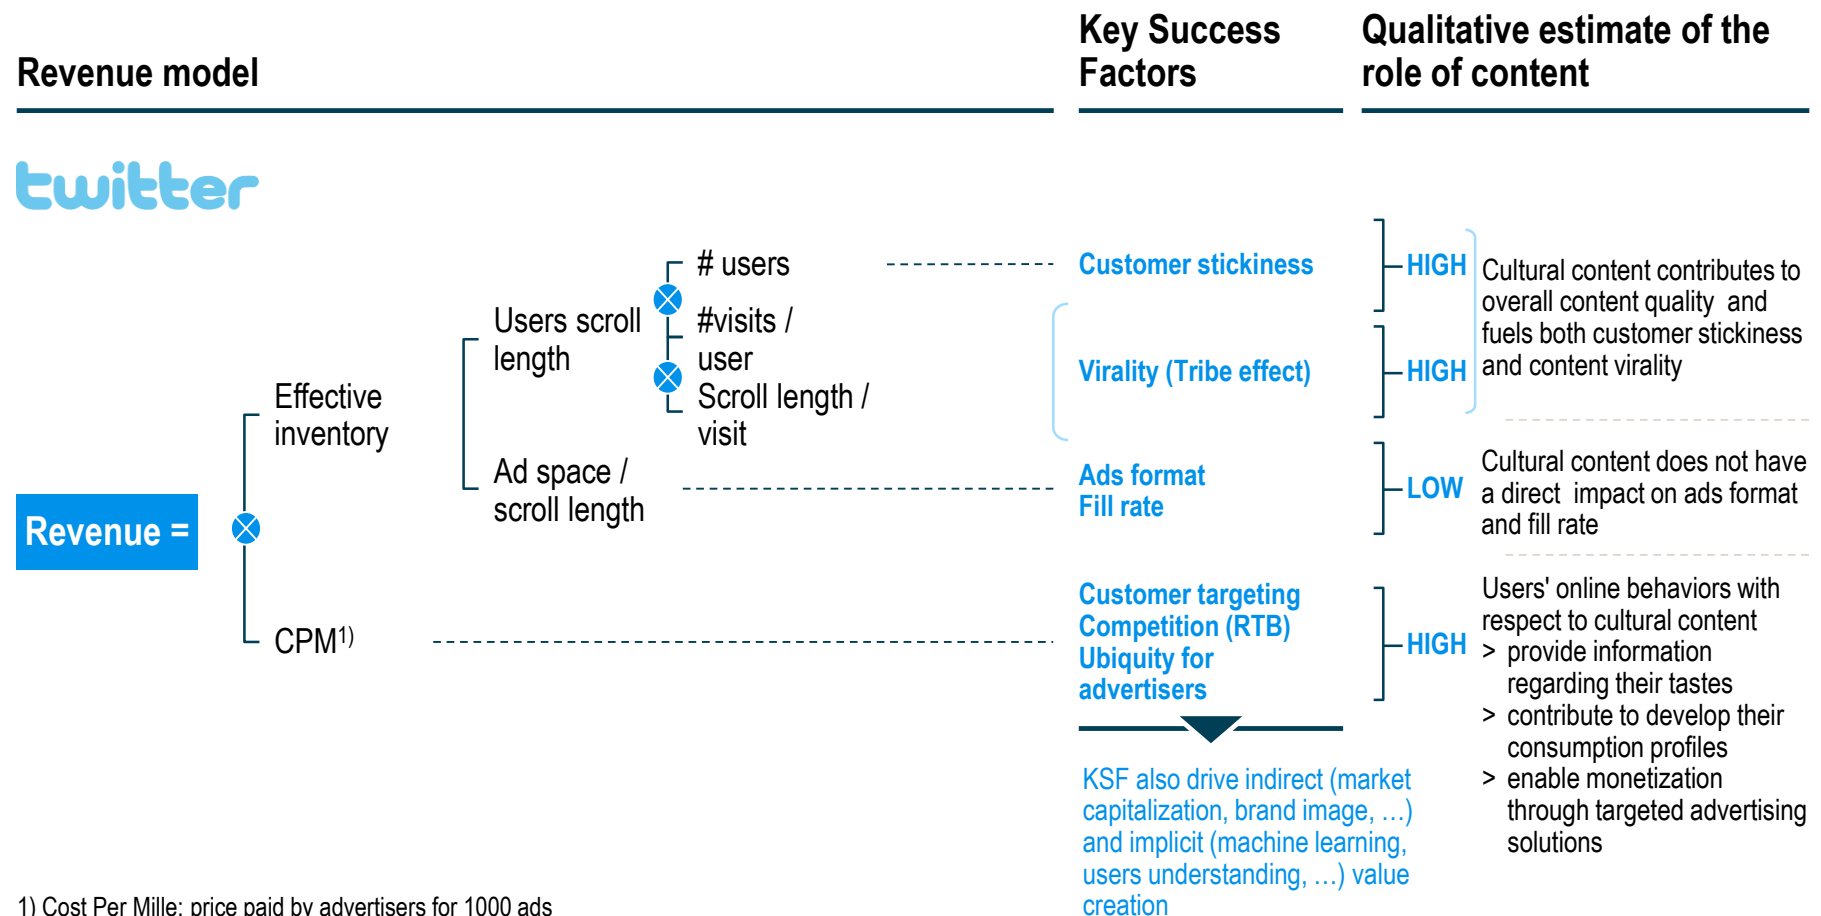 Revenue model
Key Success
Factors
Qualitative estimate of the
role of content
twitter
Revenue =
Effective
inventory
CPM1)
Users scroll
length
Ad space /
scroll length
# users
#visits /
user
Scroll length /
visit
Customer stickiness
Virality (Tribe effect)
Ads format
Fill rate
Customer targeting
Competition (RTB)
Ubiquity for
advertisers
KSF also drive indirect (market
capitalization, brand image, …)
and implicit (machine learning,
users understanding, …) value
creation
HIGH
HIGH
Cultural content contributes to
overall content quality and
fuels both customer stickiness
and content virality
LOW
Cultural content does not have
a direct impact on ads format
and fill rate
HIGH
Users' online behaviors with
respect to cultural content
> provide information
regarding their tastes
> contribute to develop their
consumption profiles
> enable monetization
through targeted advertising
solutions
1) Cost Per Mille: price paid by advertisers for 1000 ads